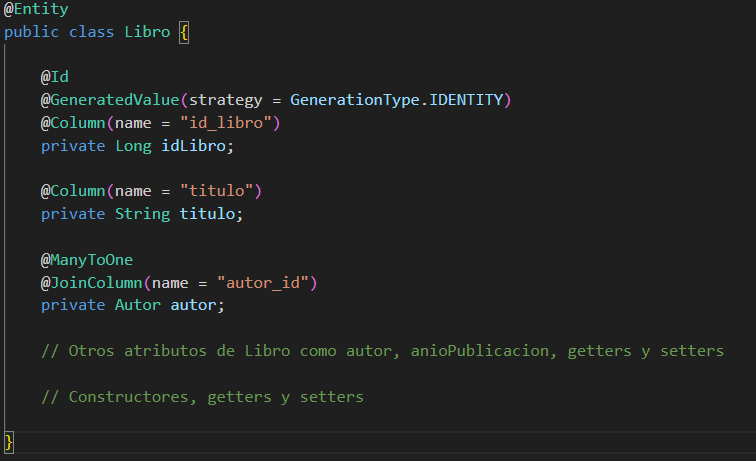 @Entity
public class Libro {
@Id
@GeneratedValue(strategy = GenerationType.IDENTITY)
@Column(name = "id_libro")
private Long idLibro;
@Column(name = "titulo")
private String titulo;
@ManyToOne
@JoinColumn(name = "autor_id")
private Autor autor;
// Otros atributos de Libro como autor, anioPublicacion, getters y setters
// Constructores, getters y setters
}